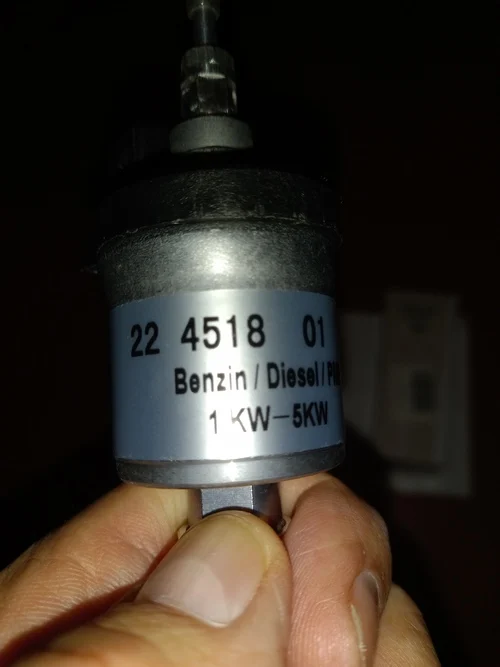 22 4518 01
Benzin / Diesel /
1 KW–5KW